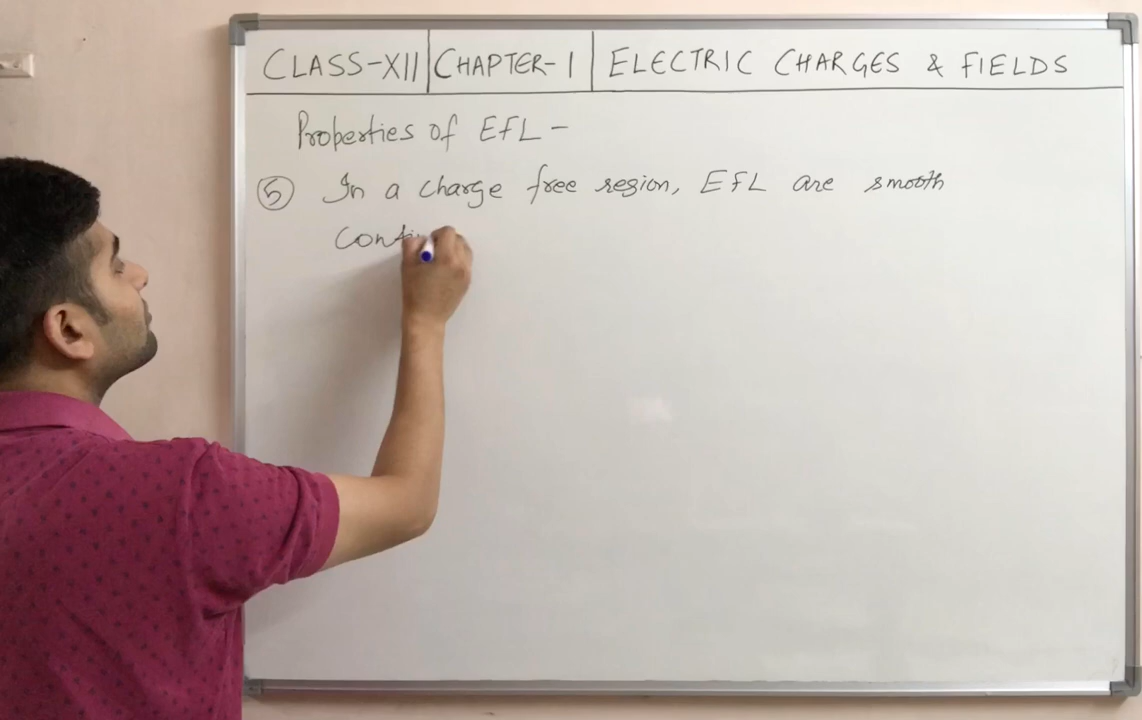 CLASS-XII CHAPTER-1 ELECTRIC CHARGES & FIELDS
Properties of EFL -
5 In a charge free region, EFL are smooth